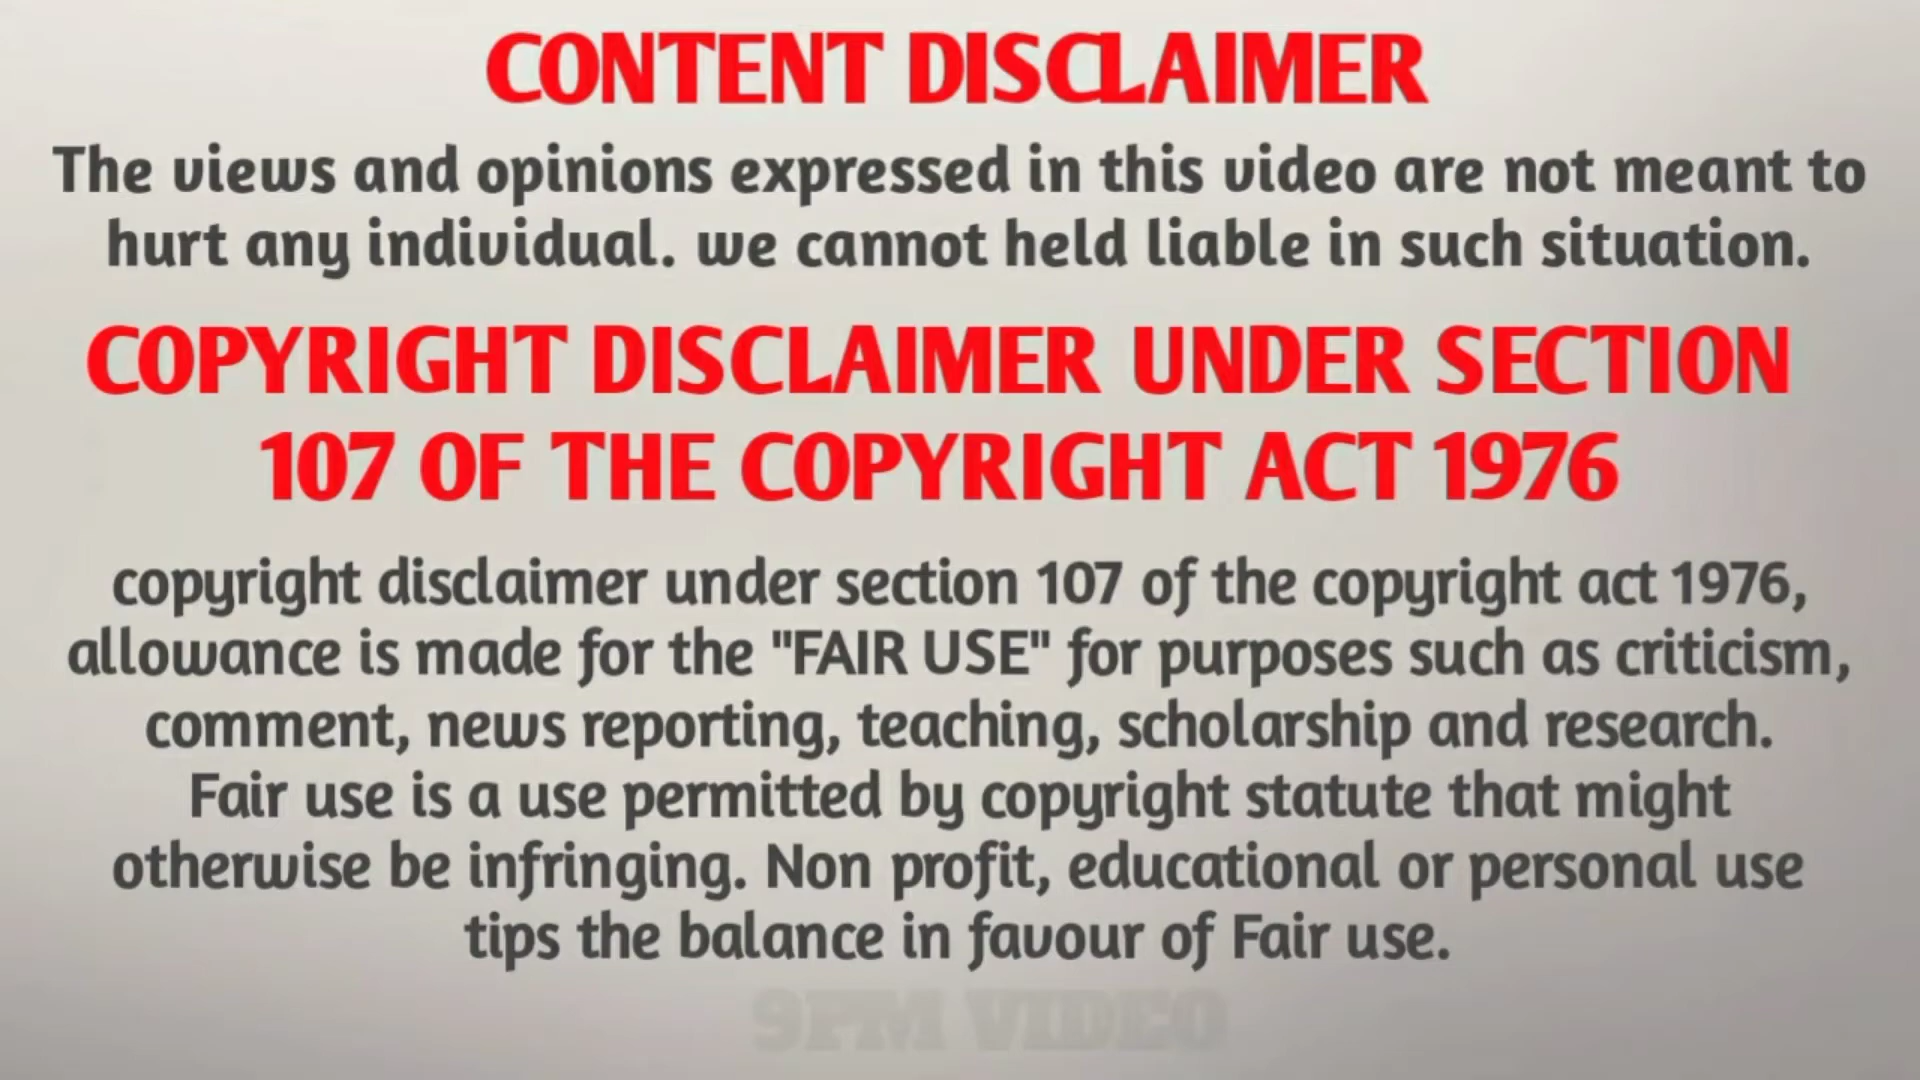 CONTENT DISCLAIMER
The views and opinions expressed in this video are not meant to
hurt any individual. we cannot held liable in such situation.
COPYRIGHT DISCLAIMER UNDER SECTION
107 OF THE COPYRIGHT ACT 1976
copyright disclaimer under section 107 of the copyright act 1976,
allowance is made for the "FAIR USE" for purposes such as criticism,
comment, news reporting, teaching, scholarship and research.
Fair use is a use permitted by copyright statute that might
otherwise be infringing. Non profit, educational or personal use
tips the balance in favour of Fair use.
9PM VIDEO